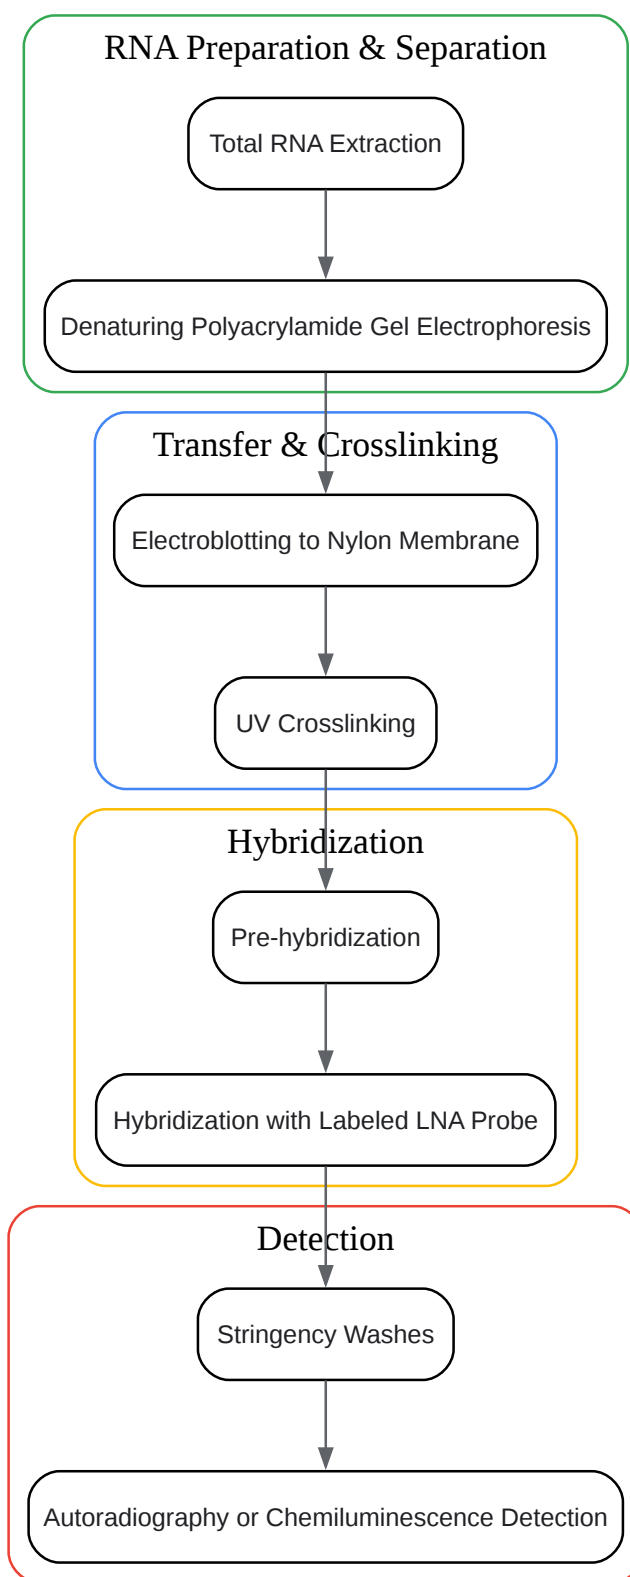 RNA Preparation & Separation
Total RNA Extraction
Denaturing Polyacrylamide Gel Electrophoresis
Transfer & Crosslinking
Electroblotting to Nylon Membrane
UV Crosslinking
Hybridization
Pre-hybridization
Hybridization with Labeled LNA Probe
Detection
Stringency Washes
Autoradiography or Chemiluminescence Detection